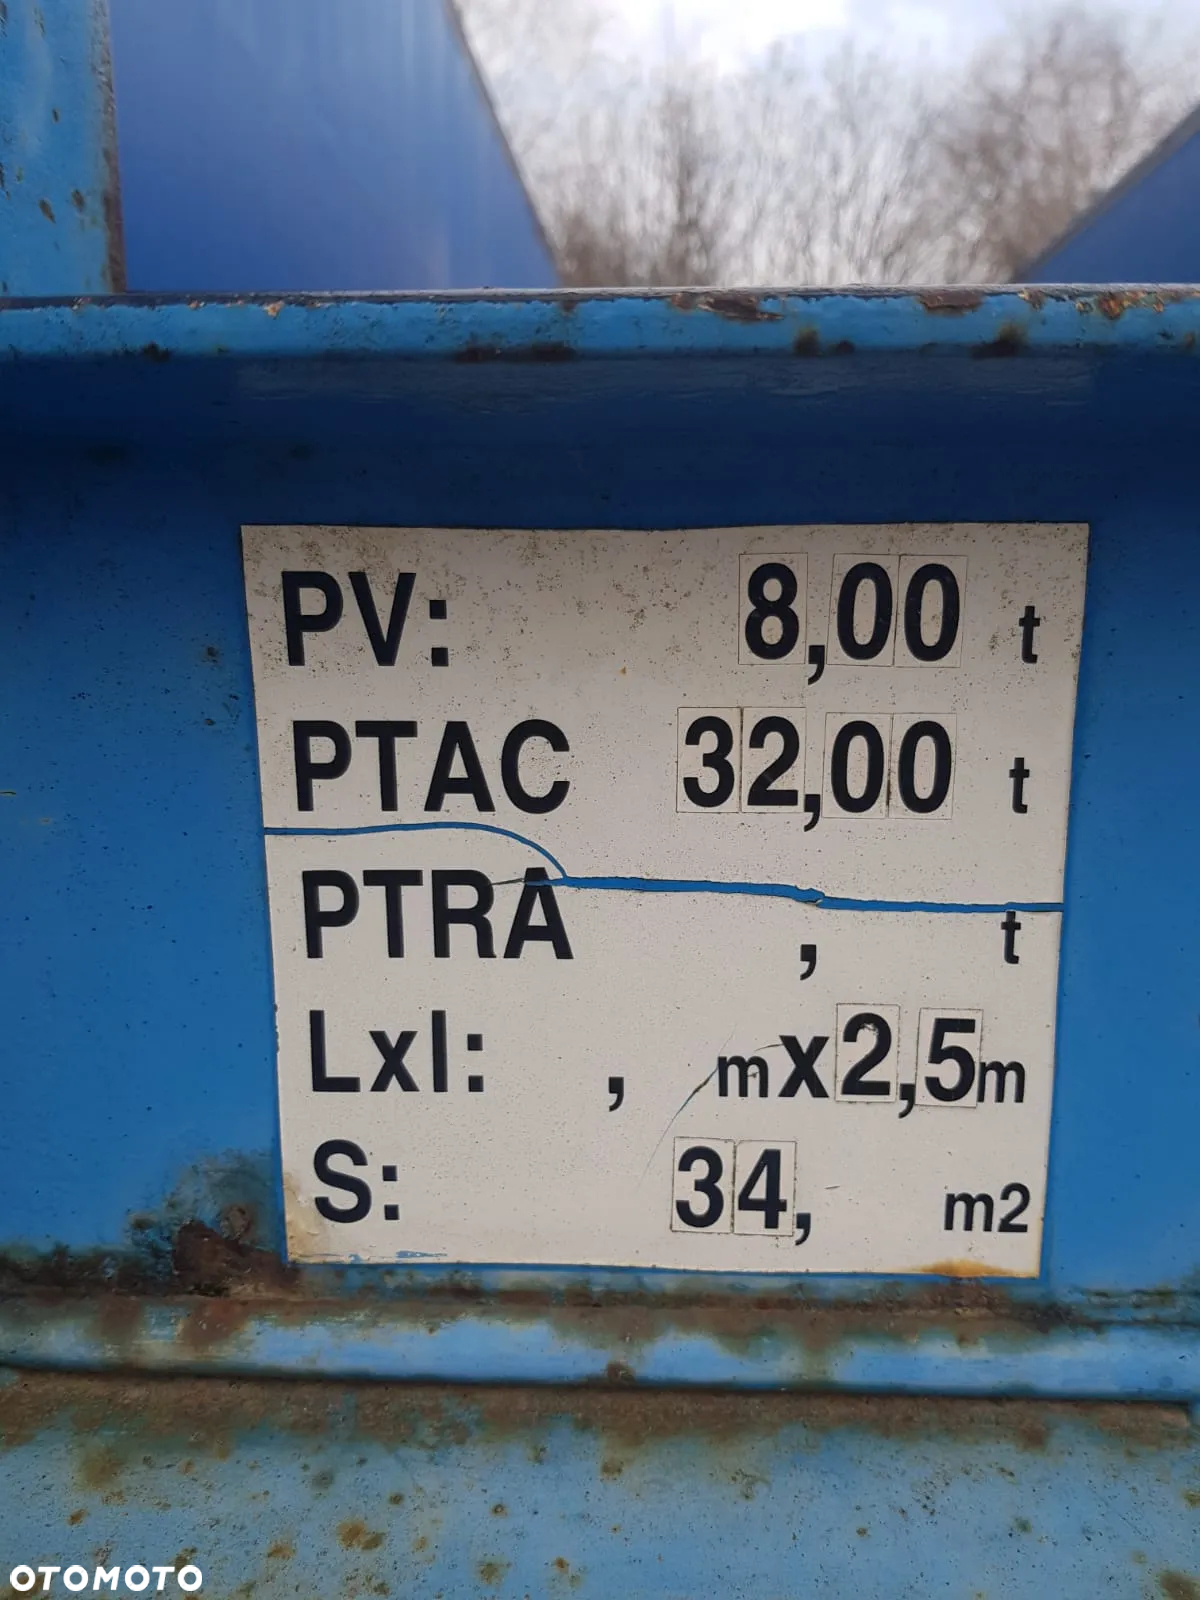 PV: 8,00 t
PTAC 32,00 t
PTRA , t
Lxl: , mx2,5m
S: 34, m2
OTOMOTO